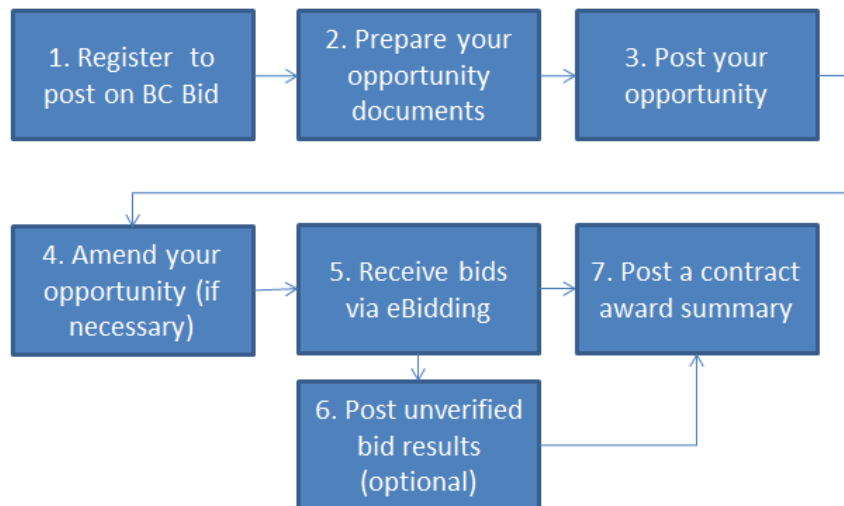 1. Register to
post on BC Bid
2. Prepare your
opportunity
documents
3. Post your
opportunity
4. Amend your
opportunity (if
necessary)
5. Receive bids
via eBidding
7. Post a contract
award summary
6. Post unverified
bid results
(optional)